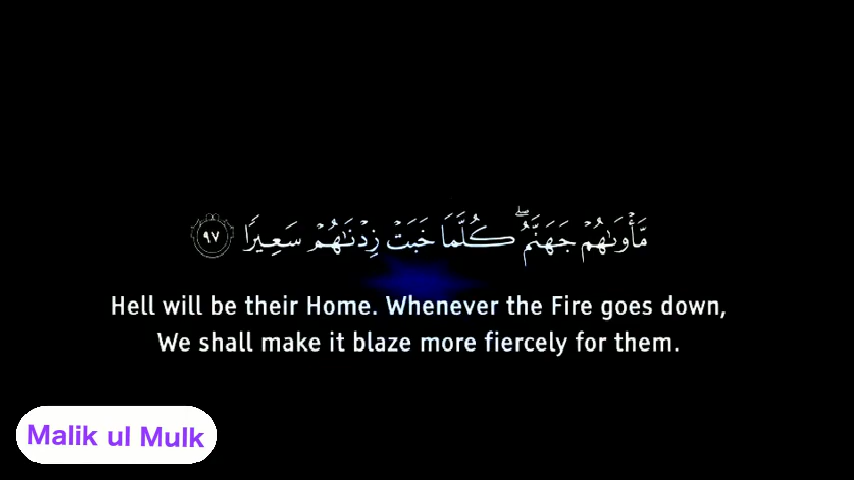 مَّأْوَىٰهُمْ جَهَنَّمُ ۖ كُلَّمَا خَبَتْ زِدْنَـٰهُمْ سَعِيرًا ٩٧
Hell will be their Home. Whenever the Fire goes down,
We shall make it blaze more fiercely for them.
Malik ul Mulk